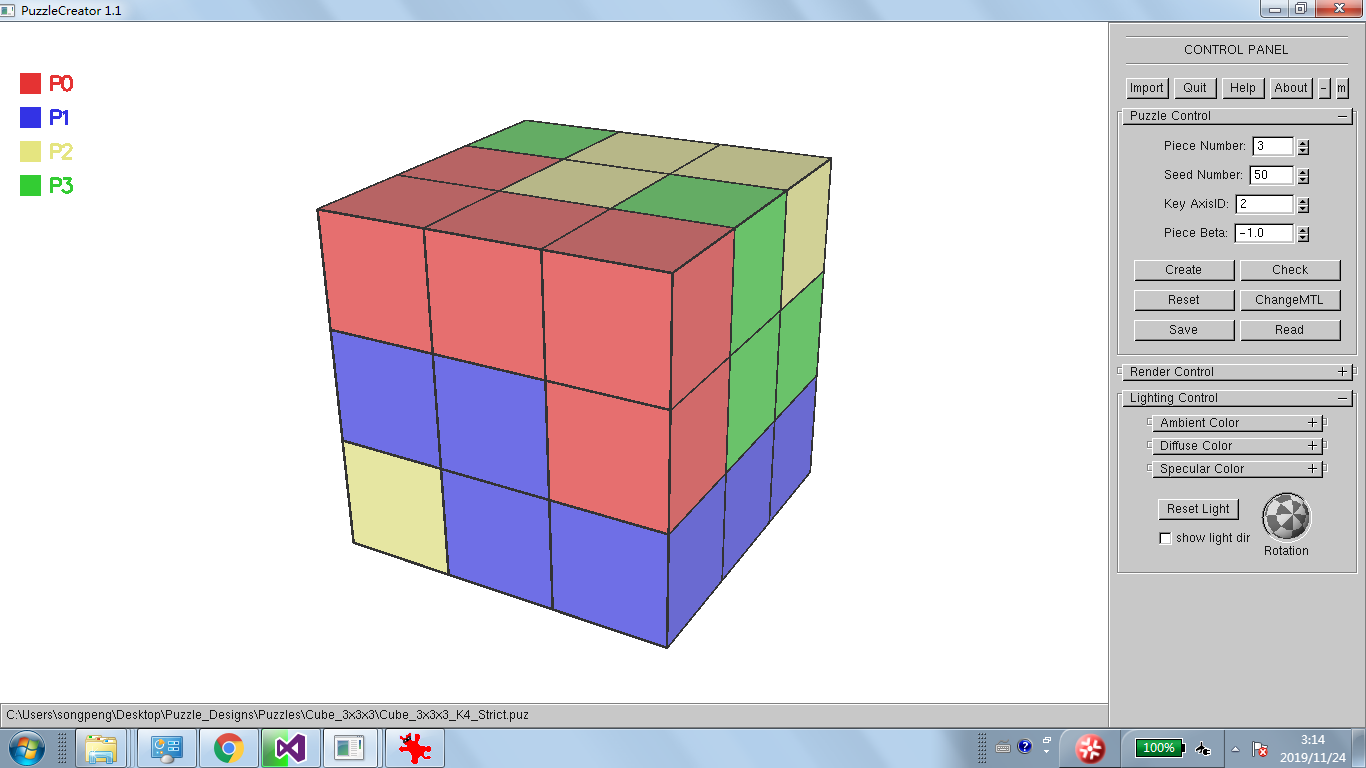 PuzzleCreator 1.1
P0
P1
P2
P3
CONTROL PANEL
Import Quit Help About - m
Puzzle Control
Piece Number: 3
Seed Number: 50
Key AxisID: 2
Piece Beta: -1.0
Create Check
Reset ChangeMTL
Save Read
Render Control
Lighting Control
Ambient Color
Diffuse Color
Specular Color
Reset Light
show light dir
Rotation
C:\Users\songpeng\Desktop\Puzzle_Designs\Puzzles\Cube_3x3x3\Cube_3x3x3_K4_Strict.puz
100%
3:14
2019/11/24